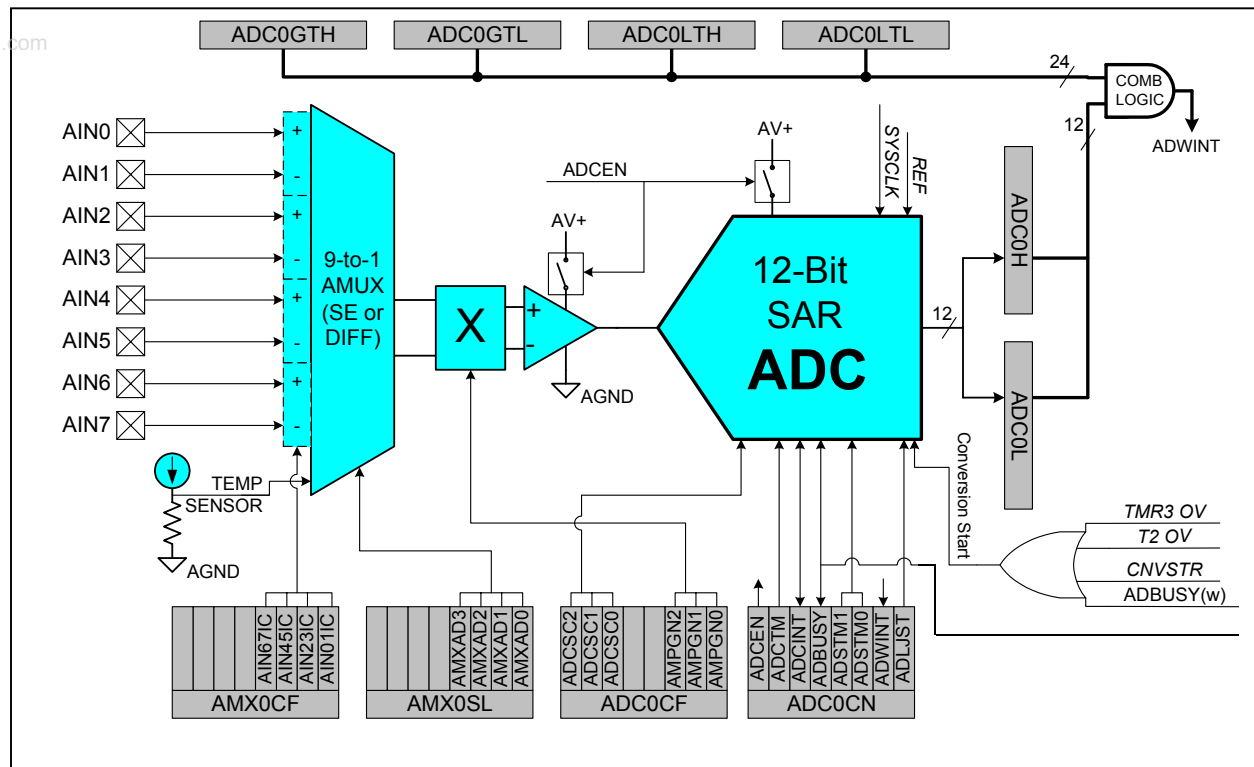 .com
ADC0GTH
ADC0GTL
ADC0LTH
ADC0LTL
24
COMB
LOGIC
12
ADWINT
AIN0
AIN1
AIN2
AIN3
AIN4
AIN5
AIN6
AIN7
+
-
+
-
+
-
+
-
9-to-1
AMUX
(SE or
DIFF)
TEMP
SENSOR
AGND
X
+
-
AV+
AGND
ADCEN
AV+
SYSCLK
REF
12-Bit
SAR
ADC
12
ADC0H
ADC0L
Conversion Start
TMR3 OV
T2 OV
CNVSTR
ADBUSY(w)
AIN67IC
AIN45IC
AIN23IC
AIN01IC
AMX0CF
AMXAD3
AMXAD2
AMXAD1
AMXAD0
AMX0SL
ADCSC2
ADCSC1
ADCSC0
AMPGN2
AMPGN1
AMPGN0
ADC0CF
ADCEN
ADCTM
ADCINT
ADBUSY
ADSTM1
ADSTM0
ADWINT
ADLJST
ADC0CN